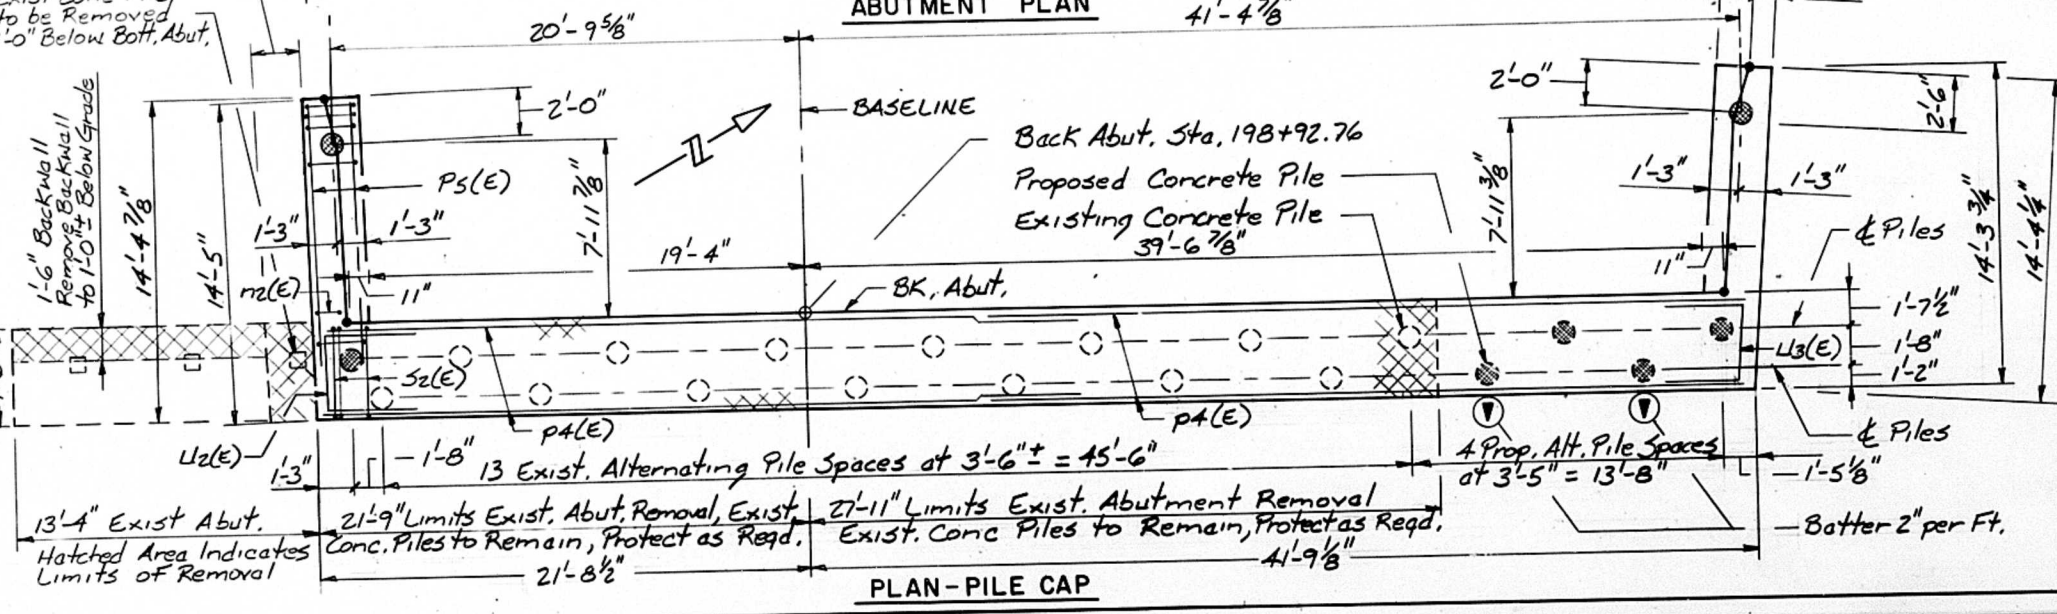 to be Removed
'-0" Below Bott. Abut.
ABUTMENT PLAN
20'-9 5/8"
41'-4 7/8"
2'-0"
BASELINE
2'-0"
2'-6"
1'-6" Backwall
Remove Backwall
to 1'-0"± Below Grade
14'-4 7/8"
14'-5"
P5(E)
1'-3"
1'-3"
7'-11 7/8"
N
Back Abut. Sta. 198+92.76
Proposed Concrete Pile
Existing Concrete Pile
7'-11 3/8"
1'-3"
1'-3"
₵ Piles
14'-3 3/4"
14'-4 1/4"
19'-4"
39'-6 7/8"
n2(E)
11"
BK. Abut.
11"
1'-7 1/2"
1'-8"
1'-2"
S2(E)
U3(E)
p4(E)
p4(E)
₵ Piles
U2(E)
1'-3"
1'-8"
13 Exist. Alternating Pile Spaces at 3'-6"± = 45'-6"
4 Prop. Alt. Pile Spaces
at 3'-5" = 13'-8"
1'-5 1/8"
13'-4" Exist Abut.
Hatched Area Indicates
Limits of Removal
21'-9" Limits Exist. Abut. Removal, Exist.
Conc. Piles to Remain, Protect as Reqd.
27'-11" Limits Exist. Abutment Removal
Exist. Conc Piles to Remain, Protect as Reqd.
Batter 2" per Ft.
21'-8 1/2"
41'-9 1/8"
PLAN-PILE CAP